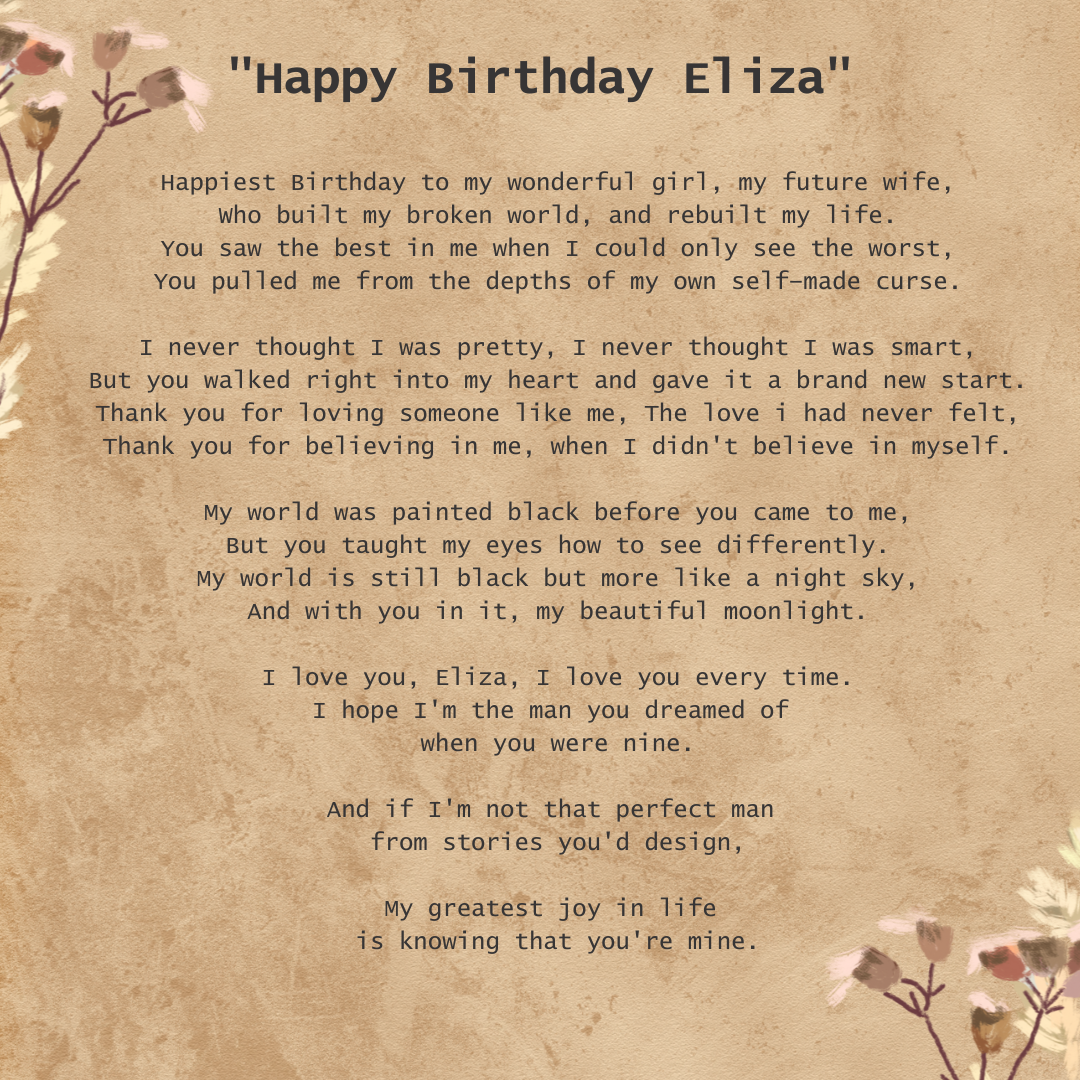 "Happy Birthday Eliza"
Happiest Birthday to my wonderful girl, my future wife,
Who built my broken world, and rebuilt my life.
You saw the best in me when I could only see the worst,
You pulled me from the depths of my own self-made curse.
I never thought I was pretty, I never thought I was smart,
But you walked right into my heart and gave it a brand new start.
Thank you for loving someone like me, The love i had never felt,
Thank you for believing in me, when I didn't believe in myself.
My world was painted black before you came to me,
But you taught my eyes how to see differently.
My world is still black but more like a night sky,
And with you in it, my beautiful moonlight.
I love you, Eliza, I love you every time.
I hope I'm the man you dreamed of
when you were nine.
And if I'm not that perfect man
from stories you'd design,
My greatest joy in life
is knowing that you're mine.